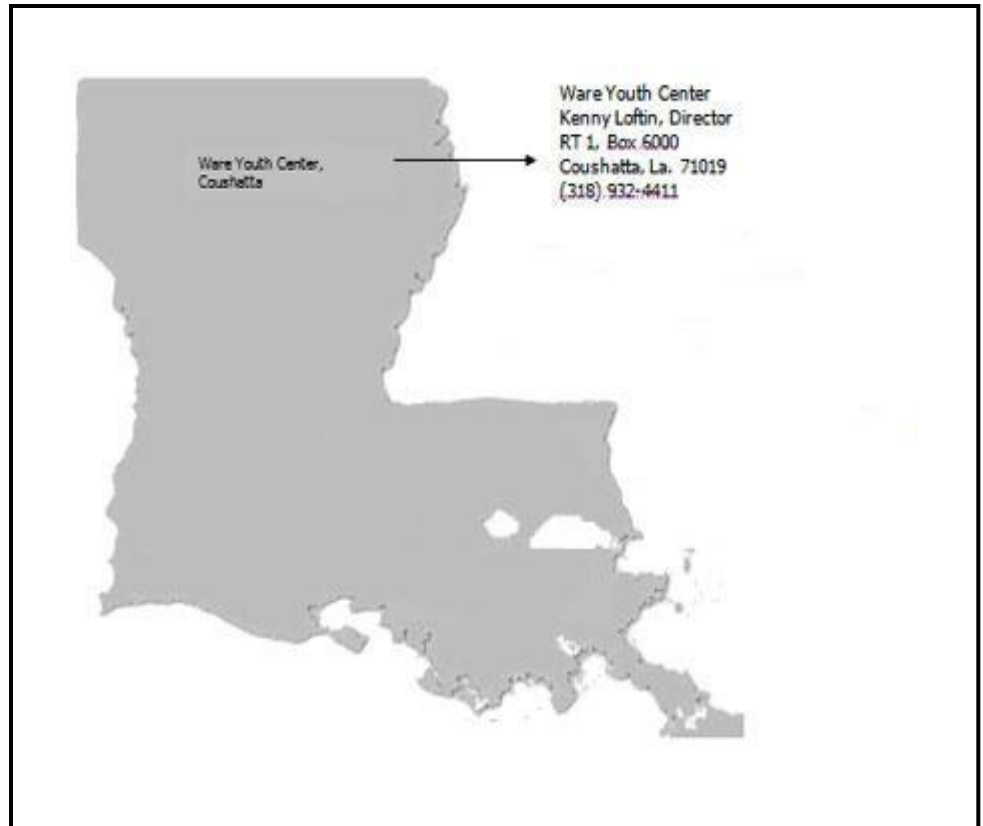 Ware Youth Center,
Coushatta
Ware Youth Center
Kenny Loftin, Director
RT 1, Box 6000
Coushatta, La. 71019
(318) 932-4411